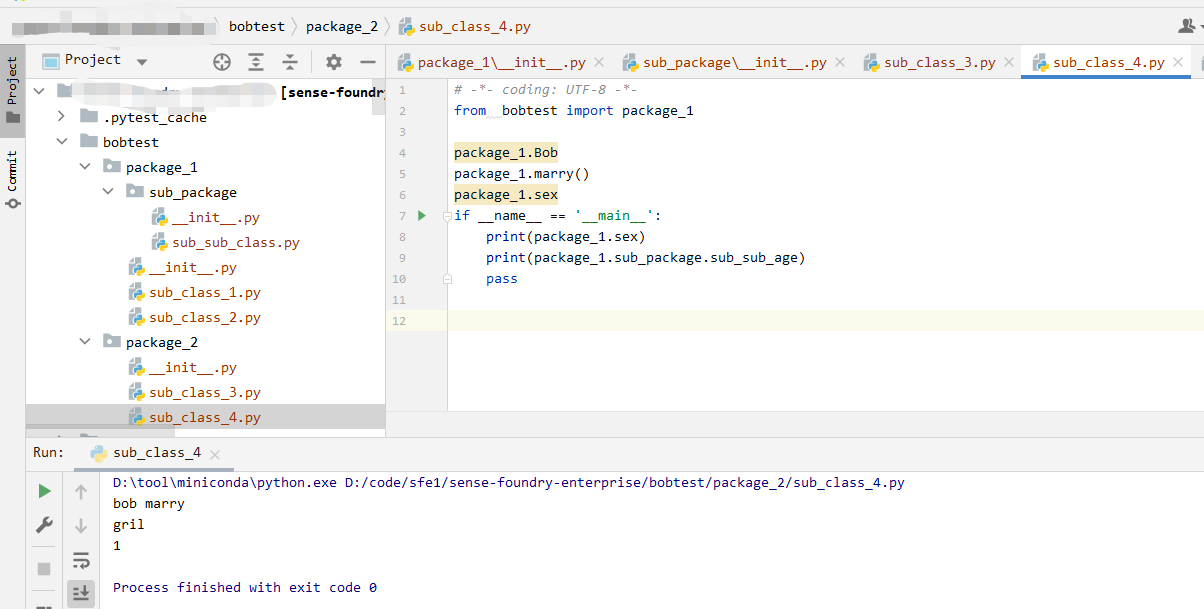 bobtest
package_2
sub_class_4.py
Project
package_1\__init__.py
sub_package\__init__.py
sub_class_3.py
sub_class_4.py
Project
Commit
[sense-foundry
.pytest_cache
bobtest
package_1
sub_package
__init__.py
sub_sub_class.py
__init__.py
sub_class_1.py
sub_class_2.py
package_2
__init__.py
sub_class_3.py
sub_class_4.py
1 # -*- coding: UTF-8 -*-
2 from  bobtest import package_1
3
4 package_1.Bob
5 package_1.marry()
6 package_1.sex
7 if __name__ == '__main__':
8     print(package_1.sex)
9     print(package_1.sub_package.sub_sub_age)
10     pass
11
12
Run:
sub_class_4
D:\tool\miniconda\python.exe D:/code/sfe1/sense-foundry-enterprise/bobtest/package_2/sub_class_4.py
bob marry
gril
1
Process finished with exit code 0